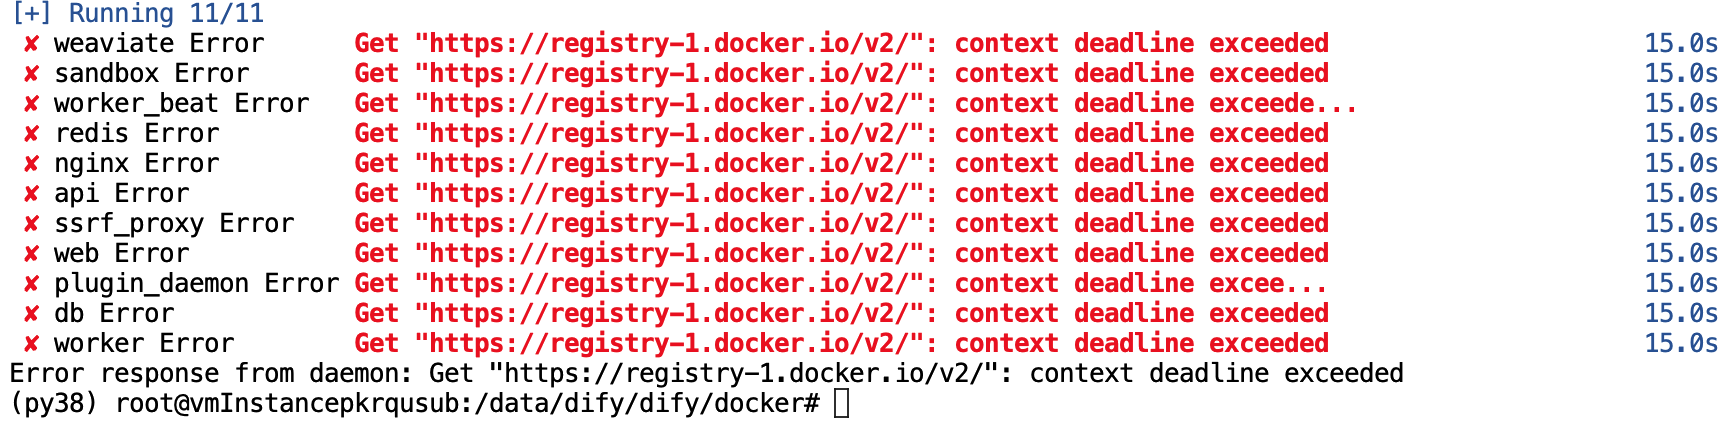 [+] Running 11/11
✘ weaviate Error Get "https://registry-1.docker.io/v2/": context deadline exceeded 15.0s
✘ sandbox Error Get "https://registry-1.docker.io/v2/": context deadline exceeded 15.0s
✘ worker_beat Error Get "https://registry-1.docker.io/v2/": context deadline exceede... 15.0s
✘ redis Error Get "https://registry-1.docker.io/v2/": context deadline exceeded 15.0s
✘ nginx Error Get "https://registry-1.docker.io/v2/": context deadline exceeded 15.0s
✘ api Error Get "https://registry-1.docker.io/v2/": context deadline exceeded 15.0s
✘ ssrf_proxy Error Get "https://registry-1.docker.io/v2/": context deadline exceeded 15.0s
✘ web Error Get "https://registry-1.docker.io/v2/": context deadline exceeded 15.0s
✘ plugin_daemon Error Get "https://registry-1.docker.io/v2/": context deadline excee... 15.0s
✘ db Error Get "https://registry-1.docker.io/v2/": context deadline exceeded 15.0s
✘ worker Error Get "https://registry-1.docker.io/v2/": context deadline exceeded 15.0s
Error response from daemon: Get "https://registry-1.docker.io/v2/": context deadline exceeded
(py38) root@vmInstancepkrqusub:/data/dify/dify/docker#